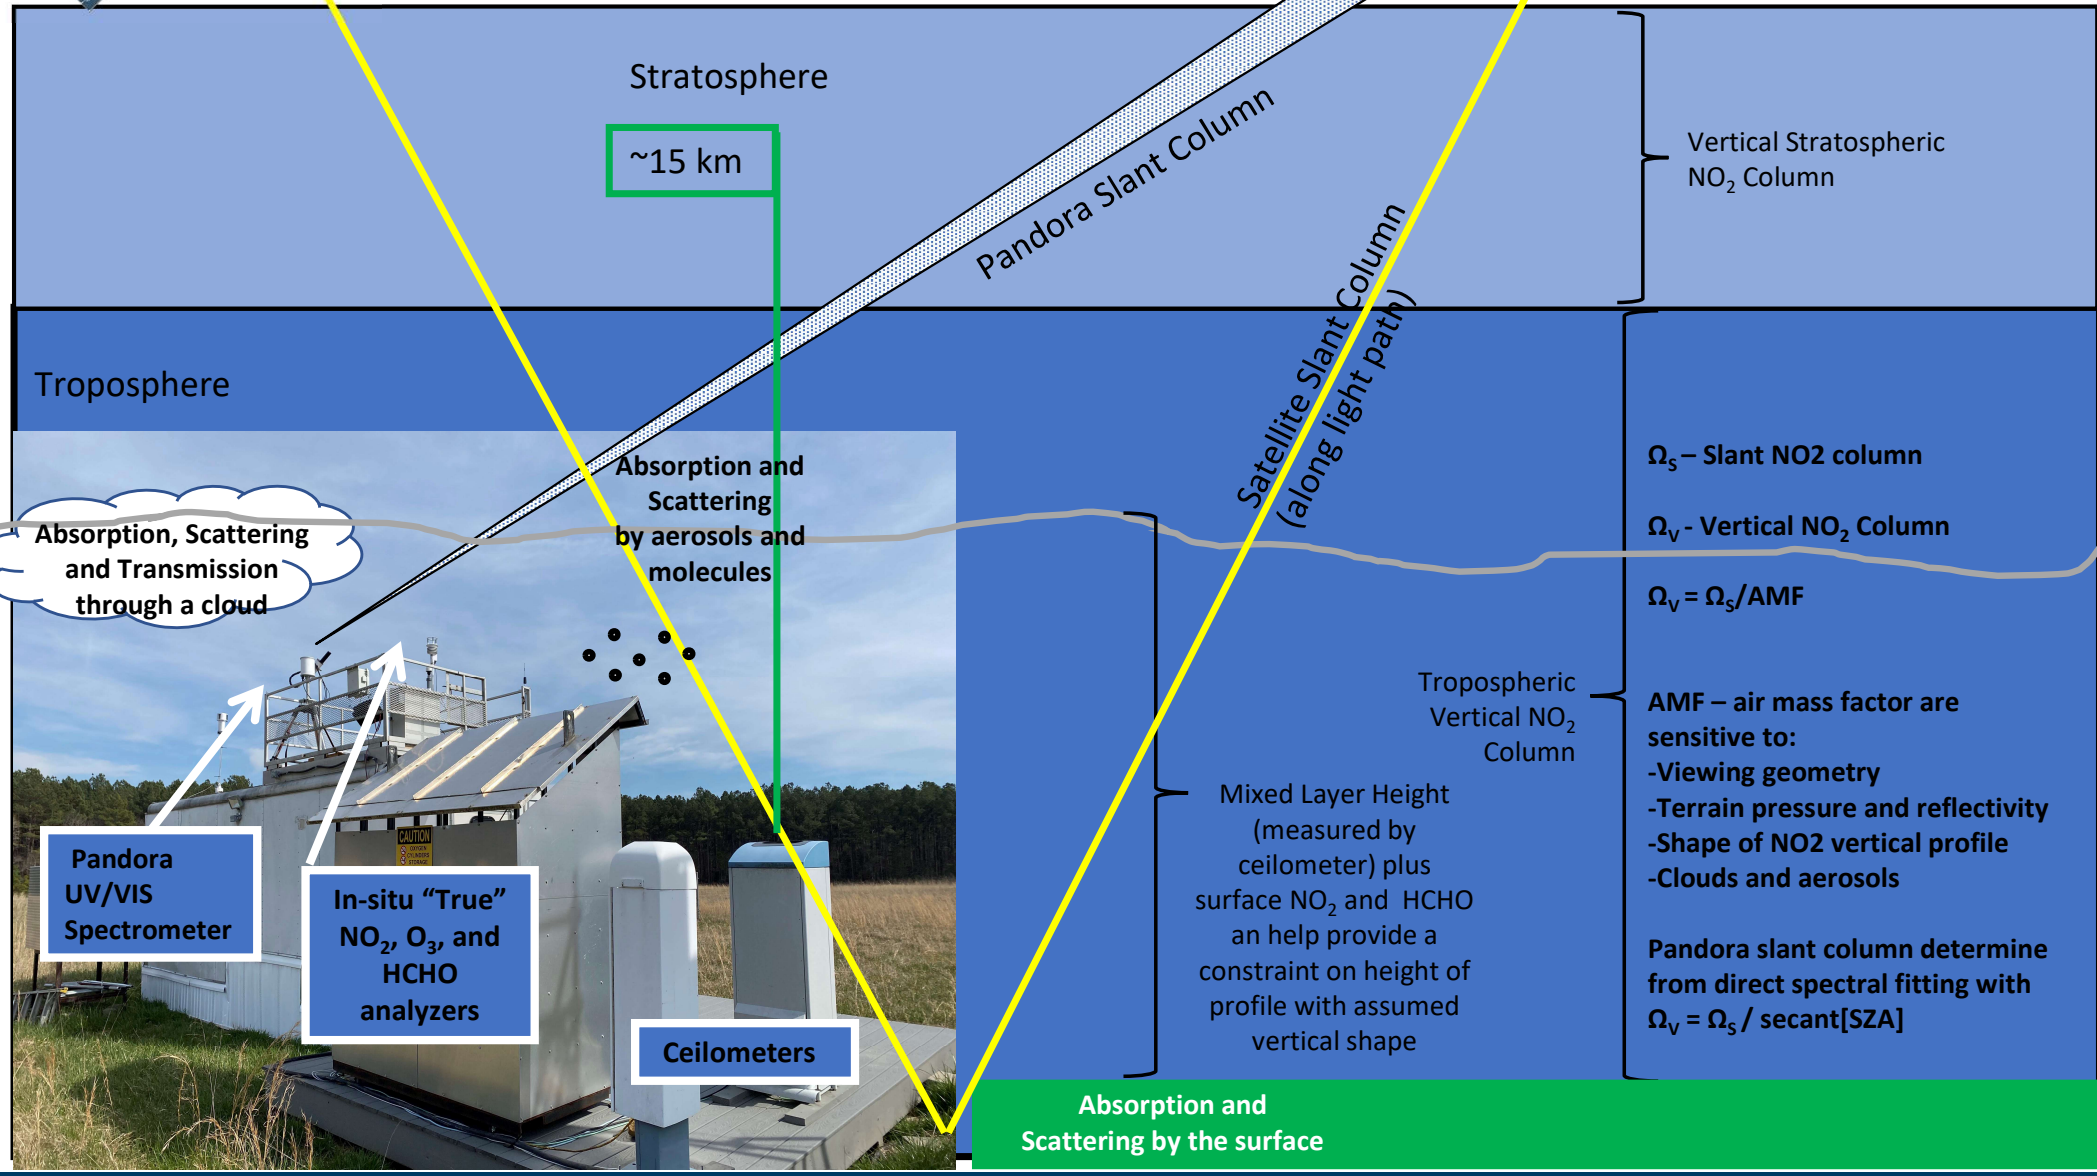 Stratosphere
~15 km
Pandora Slant Column
Vertical Stratospheric
NO₂ Column
Satellite Slant Column
(along light path)
Troposphere
Absorption and
Scattering
by aerosols and
molecules
Absorption, Scattering
and Transmission
through a cloud
Ωₛ – Slant NO2 column
Ωᵥ - Vertical NO₂ Column
Ωᵥ = Ωₛ/AMF
Tropospheric
Vertical NO₂
Column
AMF – air mass factor are
sensitive to:
-Viewing geometry
-Terrain pressure and reflectivity
-Shape of NO2 vertical profile
-Clouds and aerosols
Pandora slant column determine
from direct spectral fitting with
Ωᵥ = Ωₛ / secant[SZA]
Mixed Layer Height
(measured by
ceilometer) plus
surface NO₂ and HCHO
an help provide a
constraint on height of
profile with assumed
vertical shape
CAUTION
OXYGEN
CYLINDERS
STORAGE
Pandora
UV/VIS
Spectrometer
In-situ “True”
NO₂, O₃, and
HCHO
analyzers
Ceilometers
Absorption and
Scattering by the surface